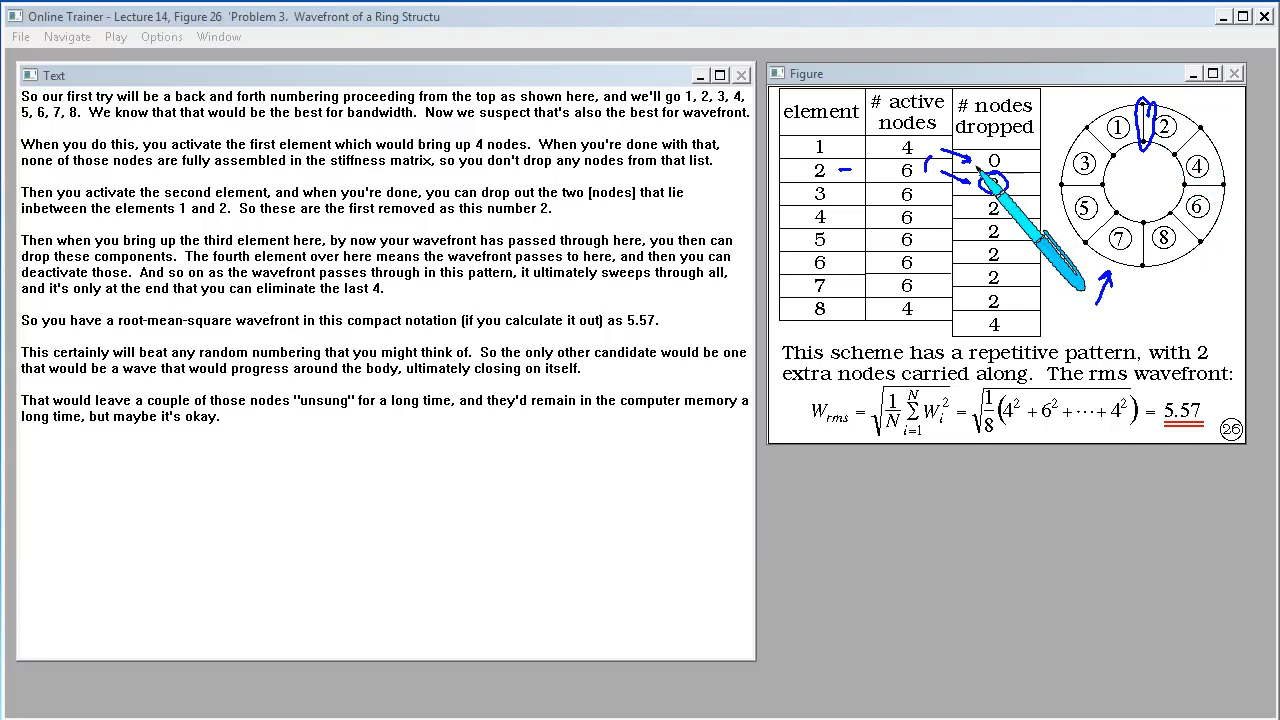 Online Trainer - Lecture 14, Figure 26 'Problem 3. Wavefront of a Ring Structu
File Navigate Play Options Window
Text
So our first try will be a back and forth numbering proceeding from the top as shown here, and we'll go 1, 2, 3, 4,
5, 6, 7, 8. We know that that would be the best for bandwidth. Now we suspect that's also the best for wavefront.
When you do this, you activate the first element which would bring up 4 nodes. When you're done with that,
none of those nodes are fully assembled in the stiffness matrix, so you don't drop any nodes from that list.
Then you activate the second element, and when you're done, you can drop out the two [nodes] that lie
inbetween the elements 1 and 2. So these are the first removed as this number 2.
Then when you bring up the third element here, by now your wavefront has passed through here, you then can
drop these components. The fourth element over here means the wavefront passes to here, and then you can
deactivate those. And so on as the wavefront passes through in this pattern, it ultimately sweeps through all,
and it's only at the end that you can eliminate the last 4.
So you have a root-mean-square wavefront in this compact notation (if you calculate it out) as 5.57.
This certainly will beat any random numbering that you might think of. So the only other candidate would be one
that would be a wave that would progress around the body, ultimately closing on itself.
That would leave a couple of those nodes "unsung" for a long time, and they'd remain in the computer memory a
long time, but maybe it's okay.
Figure
element # active nodes # nodes dropped
1 4 0
2 6
3 6 2
4 6 2
5 6 2
6 6 2
7 6 2
8 4 4
1 2
3 4
5 6
7 8
This scheme has a repetitive pattern, with 2
extra nodes carried along. The rms wavefront:
W_rms = √(1/N Σ_{i=1}^{N} W_i^2) = √(1/8 (4² + 6² + ⋯ + 4²)) = 5.57
26